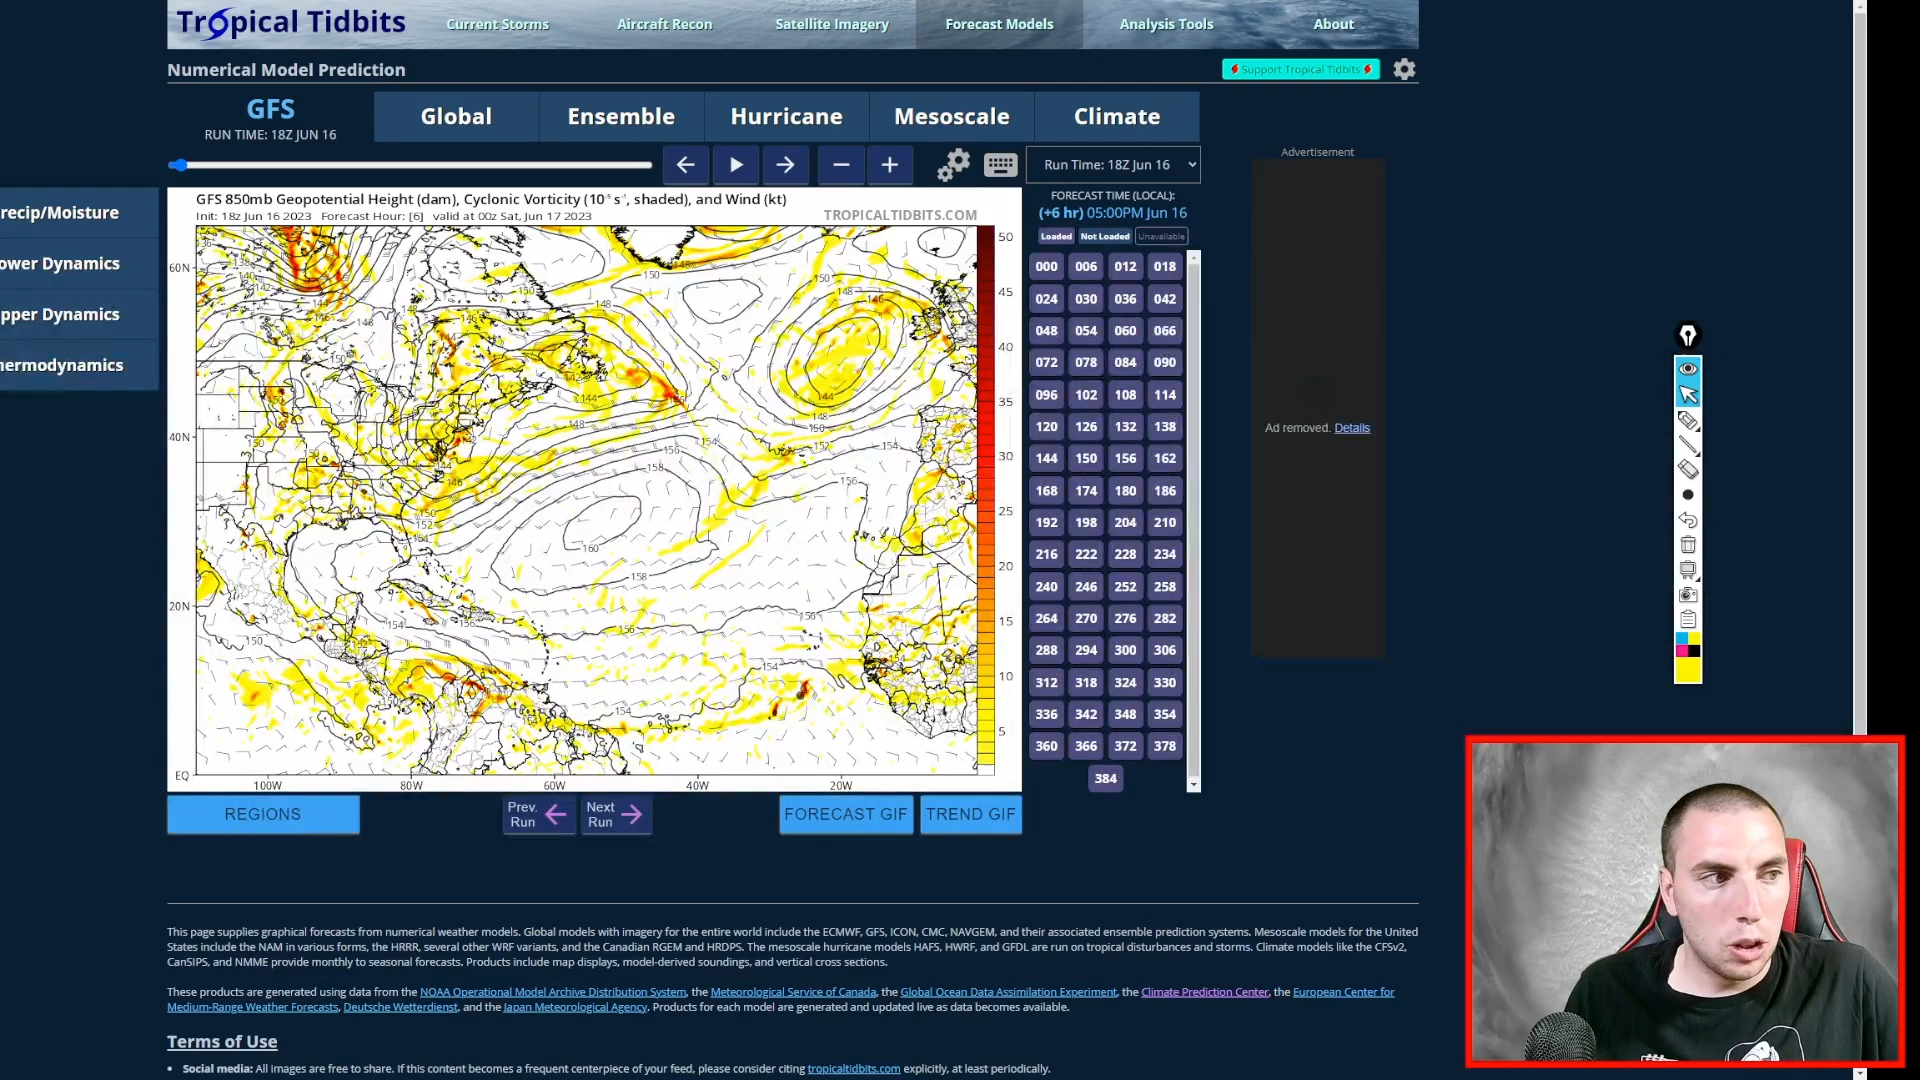 Tropical Tidbits
Current Storms
Aircraft Recon
Satellite Imagery
Forecast Models
Analysis Tools
About
Numerical Model Prediction
Support Tropical Tidbits
GFS
RUN TIME: 18Z JUN 16
Global
Ensemble
Hurricane
Mesoscale
Climate
Run Time: 18Z Jun 16
recip/Moisture
ower Dynamics
pper Dynamics
hermodynamics
GFS 850mb Geopotential Height (dam), Cyclonic Vorticity (10⁻⁵ s⁻¹, shaded), and Wind (kt)
Init: 18z Jun 16 2023 Forecast Hour: [6] valid at 00z Sat, Jun 17 2023
TROPICALTIDBITS.COM
60N
40N
20N
EQ
100W 80W 60W 40W 20W
50
45
40
35
30
25
20
15
10
5
FORECAST TIME (LOCAL):
(+6 hr) 05:00PM Jun 16
Loaded Not Loaded Unavailable
000 006 012 018
024 030 036 042
048 054 060 066
072 078 084 090
096 102 108 114
120 126 132 138
144 150 156 162
168 174 180 186
192 198 204 210
216 222 228 234
240 246 252 258
264 270 276 282
288 294 300 306
312 318 324 330
336 342 348 354
360 366 372 378
384
Advertisement
Ad removed. Details
REGIONS
Prev.
Run
Next
Run
FORECAST GIF
TREND GIF
This page supplies graphical forecasts from numerical weather models. Global models with imagery for the entire world include the ECMWF, GFS, ICON, CMC, NAVGEM, and their associated ensemble prediction systems. Mesoscale models for the United
States include the NAM in various forms, the HRRR, several other WRF variants, and the Canadian RGEM and HRDPS. The mesoscale hurricane models HAFS, HWRF, and GFDL are run on tropical disturbances and storms. Climate models like the CFSv2,
CanSIPS, and NMME provide monthly to seasonal forecasts. Products include map displays, model-derived soundings, and vertical cross sections.
These products are generated using data from the NOAA Operational Model Archive Distribution System, the Meteorological Service of Canada, the Global Ocean Data Assimilation Experiment, the Climate Prediction Center, the European Center for
Medium-Range Weather Forecasts, Deutsche Wetterdienst, and the Japan Meteorological Agency. Products for each model are generated and updated live as data becomes available.
Terms of Use
• Social media: All images are free to share. If this content becomes a frequent centerpiece of your feed, please consider citing tropicaltidbits.com explicitly, at least periodically.